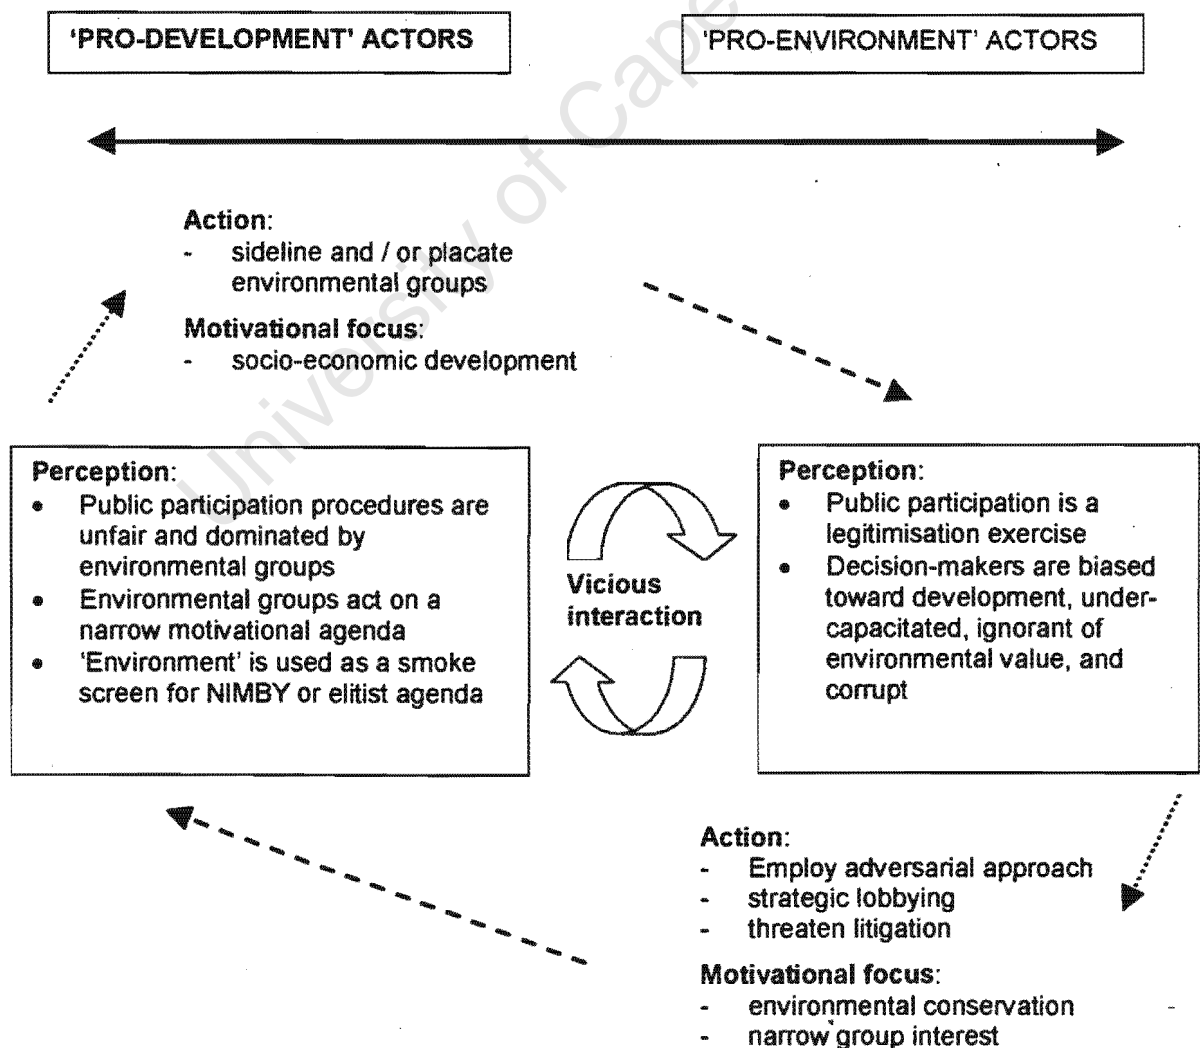 'PRO-DEVELOPMENT' ACTORS
'PRO-ENVIRONMENT' ACTORS
Action:
- sideline and / or placate
environmental groups
Motivational focus:
- socio-economic development
Perception:
• Public participation procedures are
unfair and dominated by
environmental groups
• Environmental groups act on a
narrow motivational agenda
• 'Environment' is used as a smoke
screen for NIMBY or elitist agenda
Vicious
interaction
Perception:
• Public participation is a
legitimisation exercise
• Decision-makers are biased
toward development, under-
capacitated, ignorant of
environmental value, and
corrupt
Action:
- Employ adversarial approach
- strategic lobbying
- threaten litigation
Motivational focus:
- environmental conservation
- narrow group interest
University of Cape